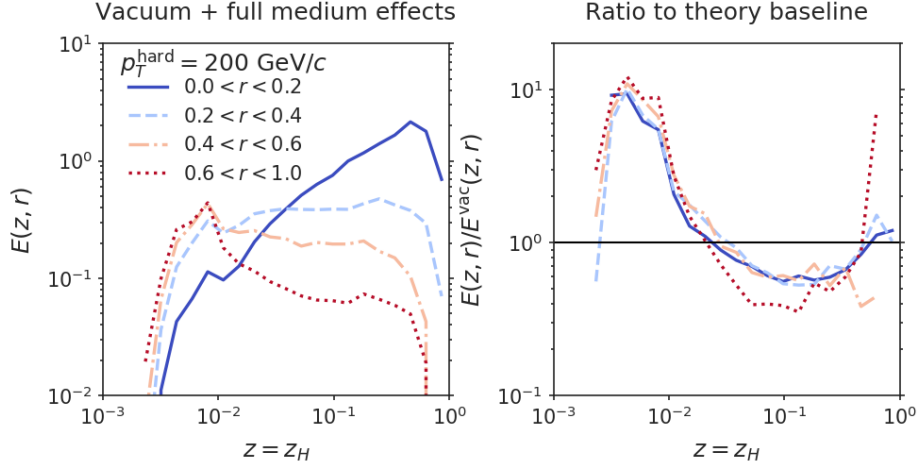 Vacuum + full medium effects
Ratio to theory baseline
p_T^hard = 200 GeV/c
0.0 < r < 0.2
0.2 < r < 0.4
0.4 < r < 0.6
0.6 < r < 1.0
E(z, r)
10^1
10^0
10^-1
10^-2
10^-3
10^-2
10^-1
10^0
z = z_H
E(z, r)/E^vac(z, r)
10^1
10^0
10^-1
10^-3
10^-2
10^-1
10^0
z = z_H